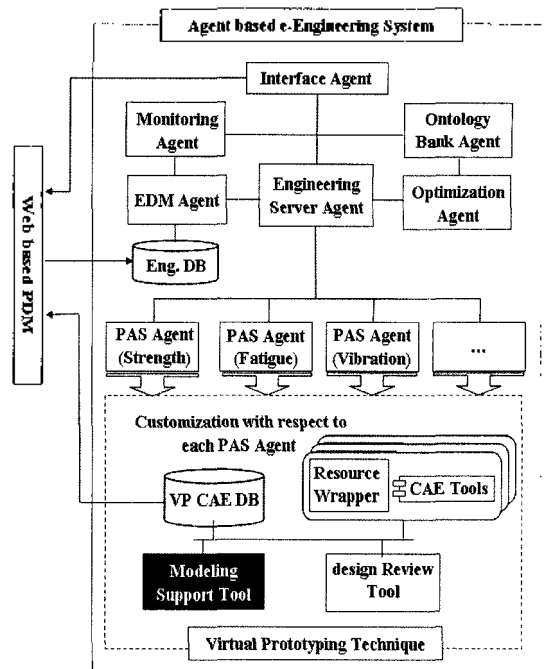 Agent based e-Engineering System
Interface Agent
Monitoring
Agent
Ontology
Bank Agent
EDM Agent
Engineering
Server Agent
Optimization
Agent
Web based PDM
Eng. DB
PAS Agent
(Strength)
PAS Agent
(Fatigue)
PAS Agent
(Vibration)
...
Customization with respect to
each PAS Agent
VP CAE DB
Resource
Wrapper
CAE Tools
Modeling
Support Tool
design Review
Tool
Virtual Prototyping Technique